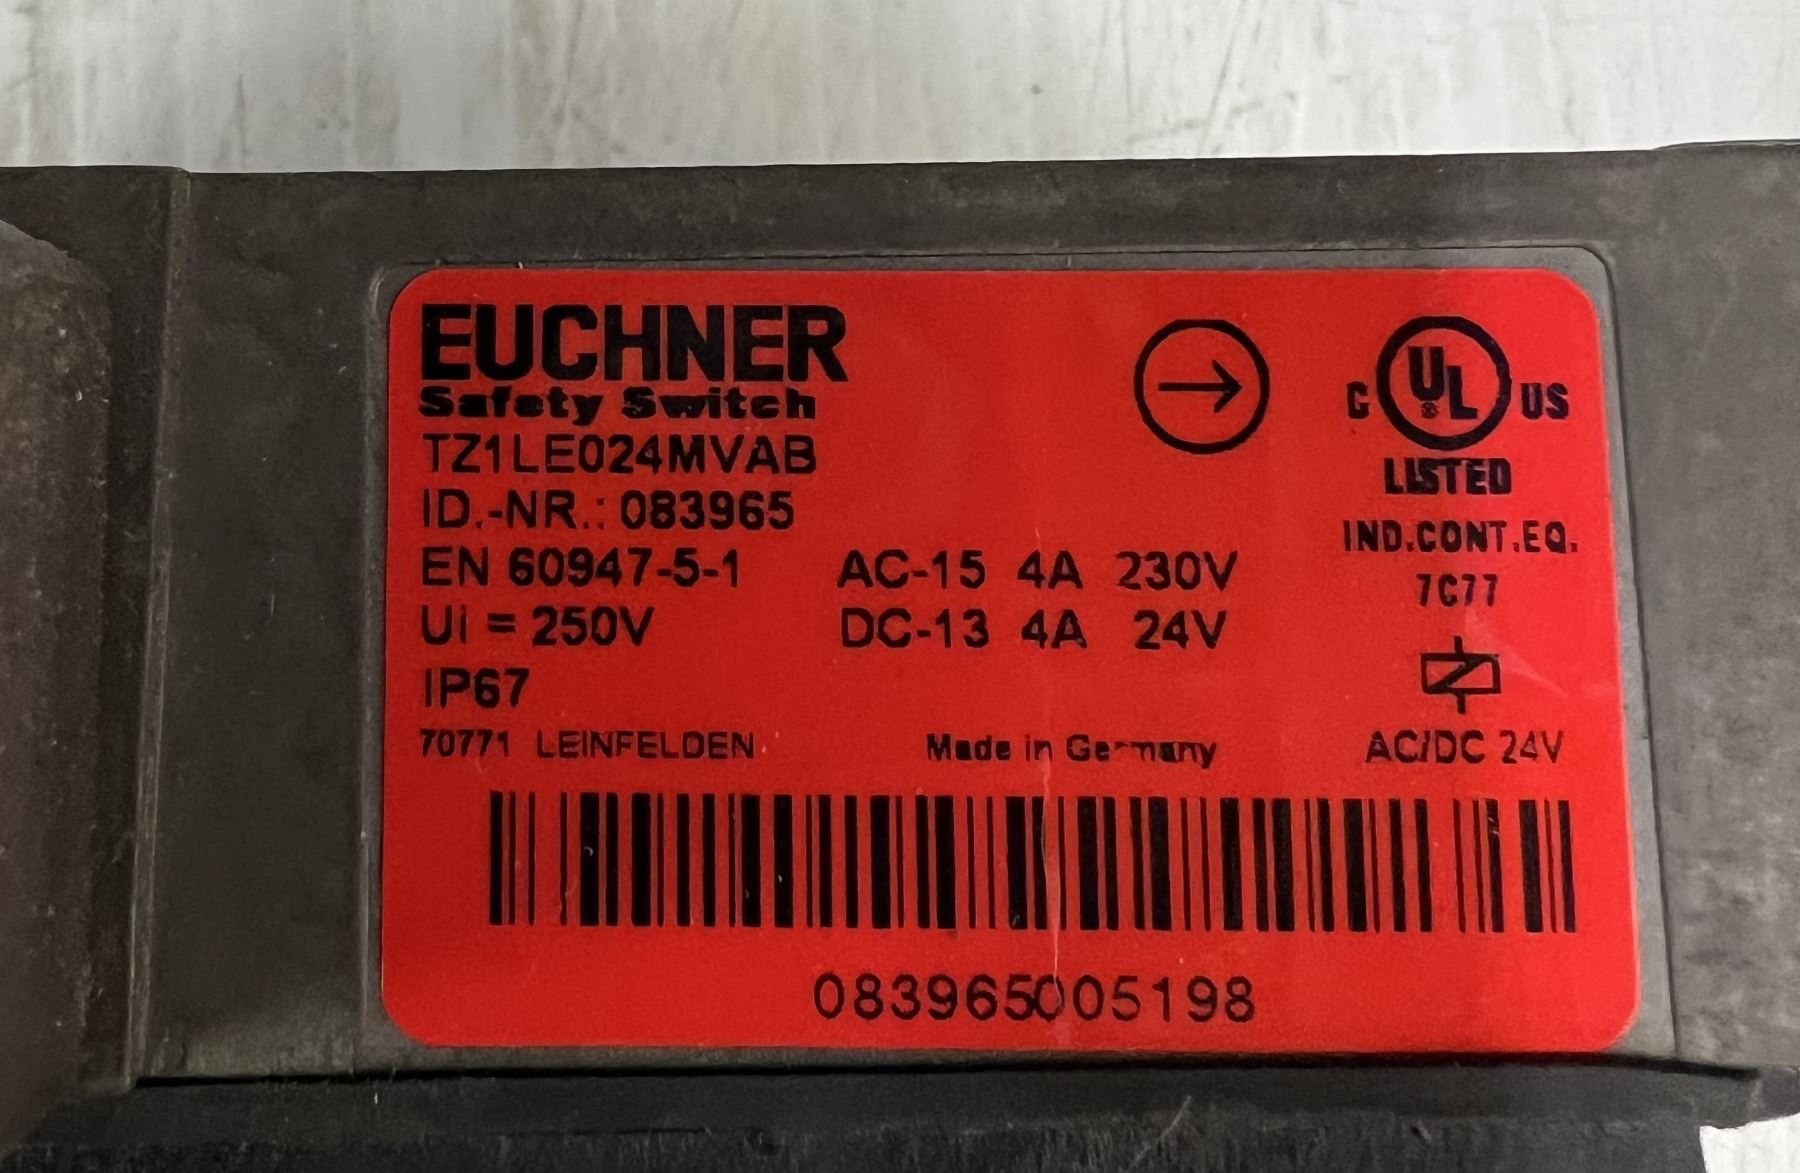 EUCHNER
Safety Switch
TZ1LE024MVAB
ID.-NR.: 083965
EN 60947-5-1 AC-15 4A 230V
Ui = 250V DC-13 4A 24V
IP67
70771 LEINFELDEN Made in Germany
C UL US
LISTED
IND.CONT.EQ.
7C77
AC/DC 24V
083965005198